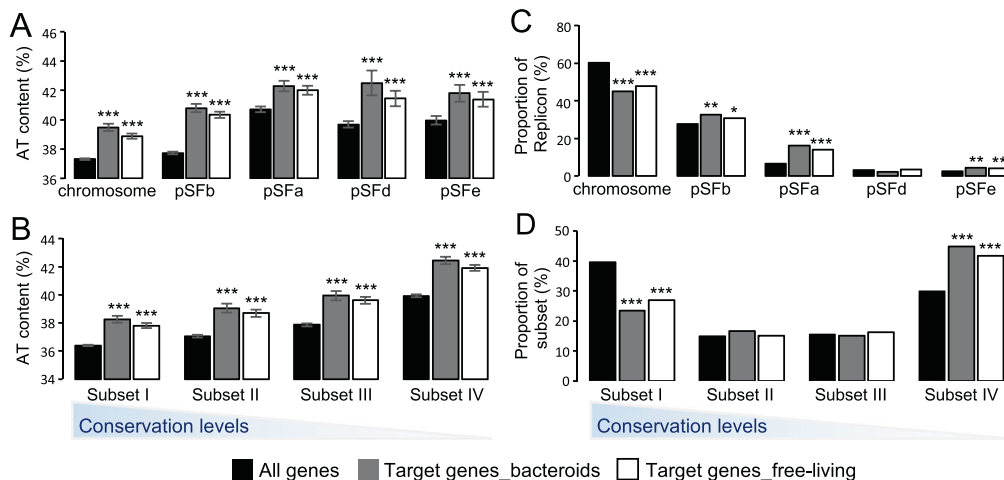 A
AT content (%)
46
44
42
40
38
36
*** *** *** *** *** *** *** *** *** ***
chromosome pSFb pSFa pSFd pSFe
B
AT content (%)
44
42
40
38
36
34
*** *** *** *** *** *** *** ***
Subset I Subset II Subset III Subset IV
Conservation levels
C
Proportion of
Replicon (%)
80
60
40
20
0
*** *** ** * *** *** ** **
chromosome pSFb pSFa pSFd pSFe
D
Proportion of
subset (%)
50
40
30
20
10
0
*** *** *** ***
Subset I Subset II Subset III Subset IV
Conservation levels
All genes Target genes_bacteroids Target genes_free-living